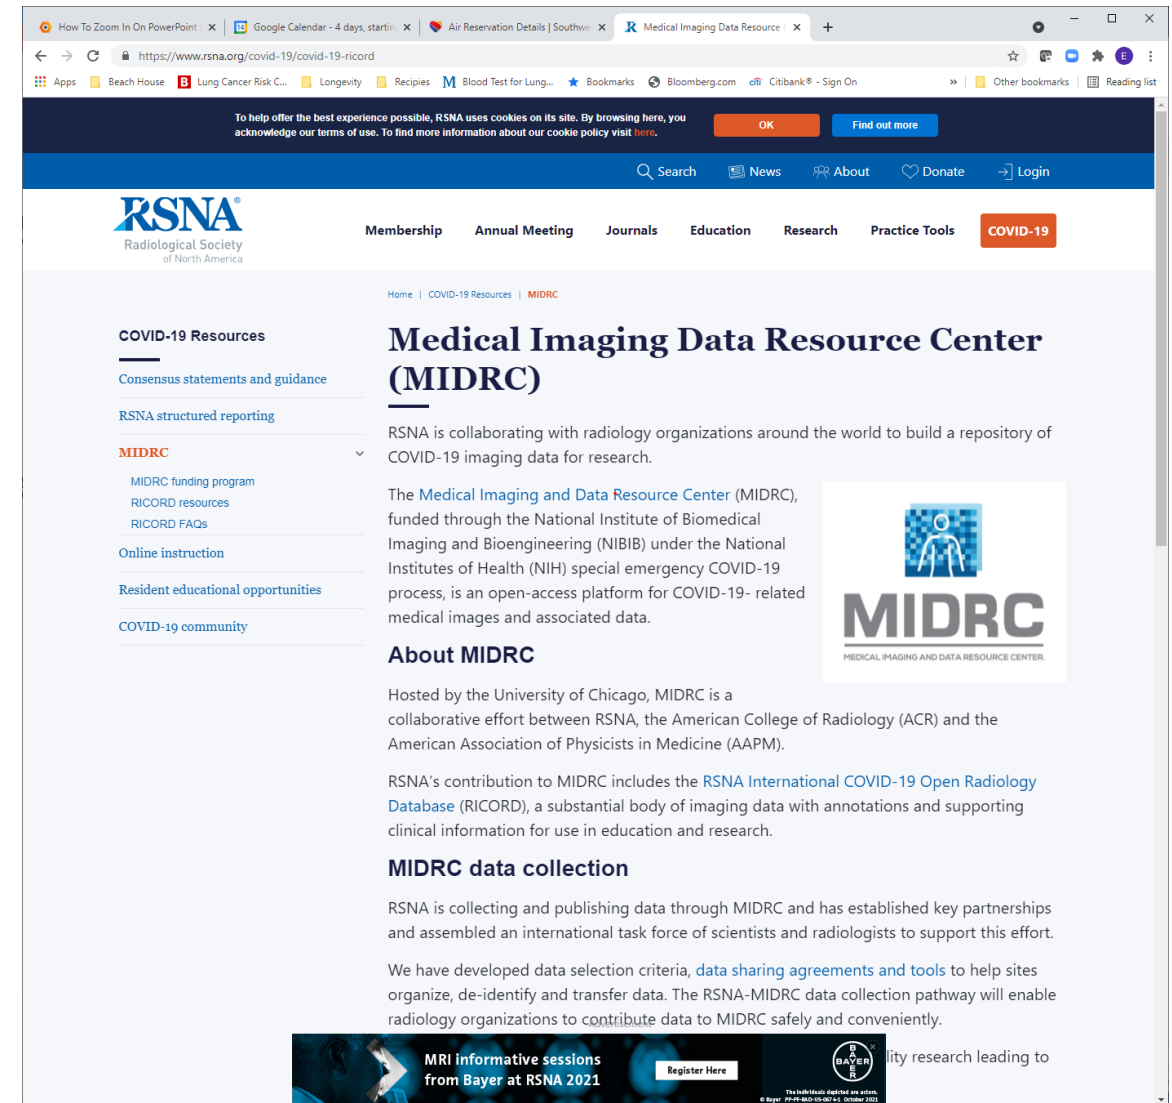 How To Zoom In On PowerPoint
Google Calendar - 4 days, startin
Air Reservation Details | Southwe
Medical Imaging Data Resource
https://www.rsna.org/covid-19/covid-19-ricord
E
Apps
Beach House
Lung Cancer Risk C...
Longevity
Recipies
Blood Test for Lung...
Bookmarks
Bloomberg.com
Citibank® - Sign On
»
Other bookmarks
Reading list
To help offer the best experience possible, RSNA uses cookies on its site. By browsing here, you
acknowledge our terms of use. To find more information about our cookie policy visit here.
OK
Find out more
Search
News
About
Donate
Login
RSNA®
Radiological Society
of North America
Membership
Annual Meeting
Journals
Education
Research
Practice Tools
COVID-19
Home | COVID-19 Resources | MIDRC
COVID-19 Resources
Consensus statements and guidance
RSNA structured reporting
MIDRC
MIDRC funding program
RICORD resources
RICORD FAQs
Online instruction
Resident educational opportunities
COVID-19 community
Medical Imaging Data Resource Center
(MIDRC)
RSNA is collaborating with radiology organizations around the world to build a repository of
COVID-19 imaging data for research.
The Medical Imaging and Data Resource Center (MIDRC),
funded through the National Institute of Biomedical
Imaging and Bioengineering (NIBIB) under the National
Institutes of Health (NIH) special emergency COVID-19
process, is an open-access platform for COVID-19- related
medical images and associated data.
MIDRC
MEDICAL IMAGING AND DATA RESOURCE CENTER.
About MIDRC
Hosted by the University of Chicago, MIDRC is a
collaborative effort between RSNA, the American College of Radiology (ACR) and the
American Association of Physicists in Medicine (AAPM).
RSNA's contribution to MIDRC includes the RSNA International COVID-19 Open Radiology
Database (RICORD), a substantial body of imaging data with annotations and supporting
clinical information for use in education and research.
MIDRC data collection
RSNA is collecting and publishing data through MIDRC and has established key partnerships
and assembled an international task force of scientists and radiologists to support this effort.
We have developed data selection criteria, data sharing agreements and tools to help sites
organize, de-identify and transfer data. The RSNA-MIDRC data collection pathway will enable
radiology organizations to contribute data to MIDRC safely and conveniently.
Advertisement
lity research leading to
MRI informative sessions
from Bayer at RSNA 2021
Register Here
BAYER
The individuals depicted are actors.
© Bayer PP-PF-RAD-US-0674-1 October 2021